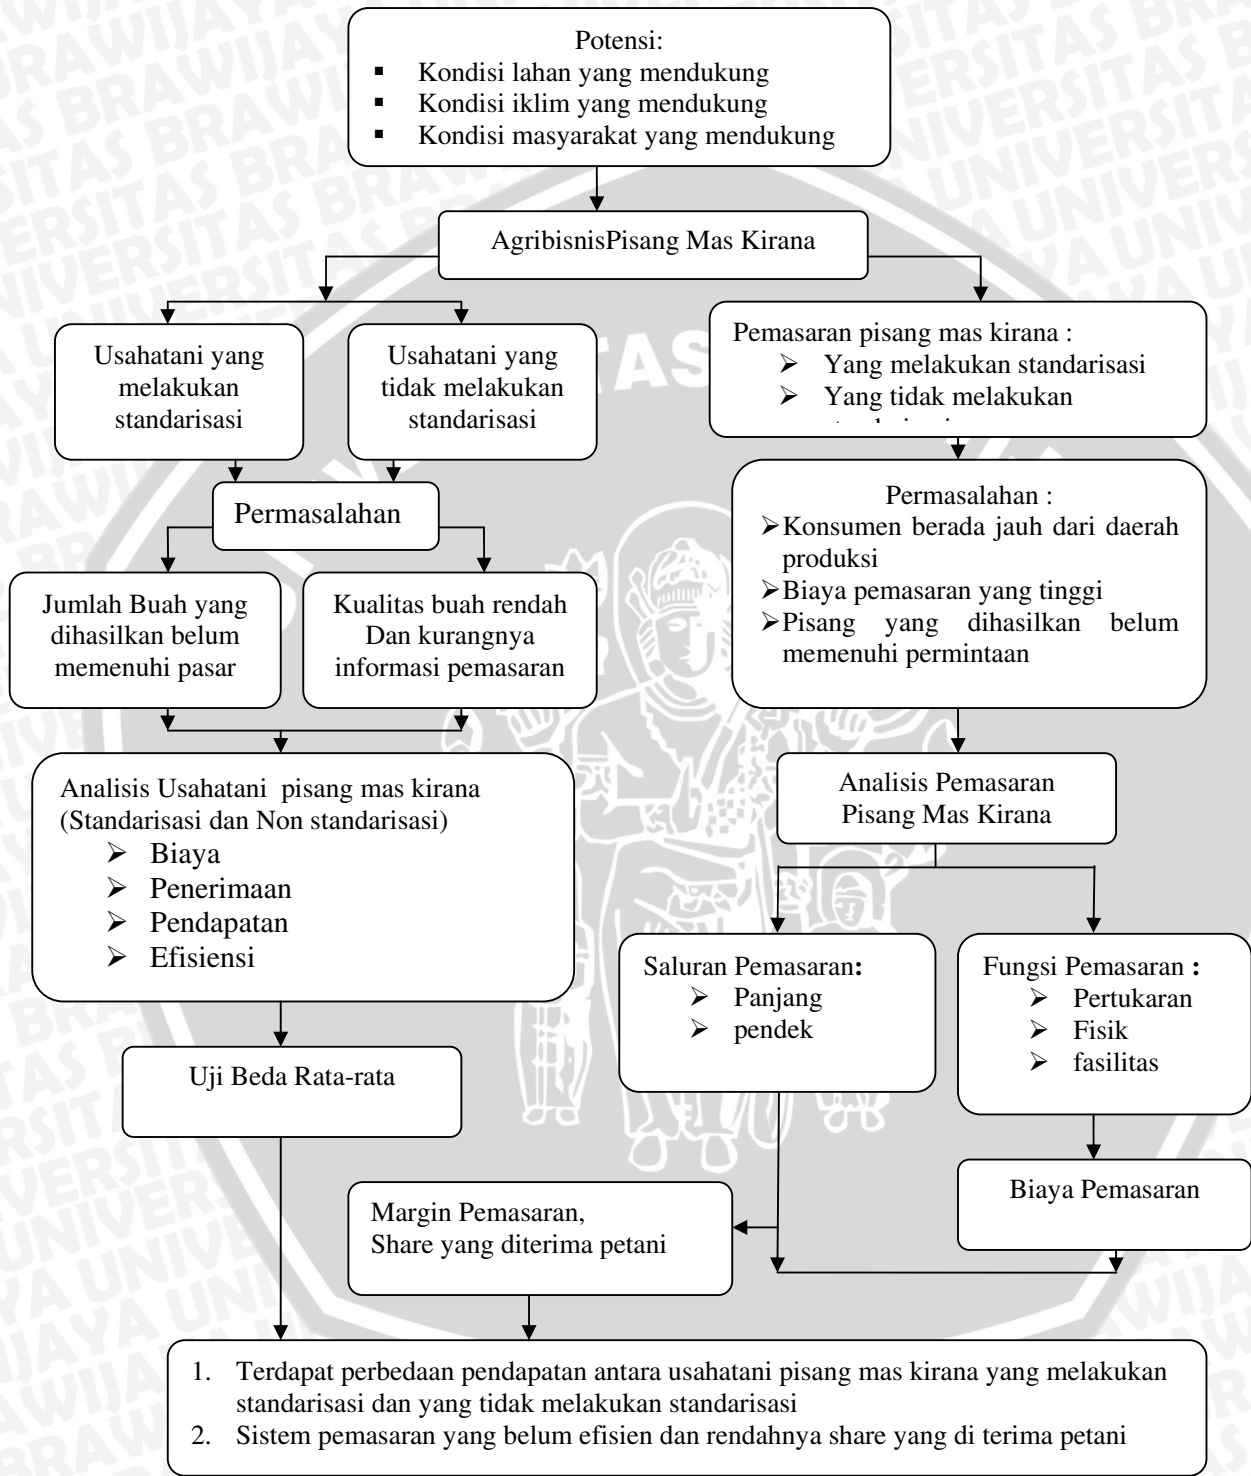 Potensi:
▪ Kondisi lahan yang mendukung
▪ Kondisi iklim yang mendukung
▪ Kondisi masyarakat yang mendukung
AgribisnisPisang Mas Kirana
Usahatani yang
melakukan
standarisasi
Usahatani yang
tidak melakukan
standarisasi
Pemasaran pisang mas kirana :
➢ Yang melakukan standarisasi
➢ Yang tidak melakukan
Permasalahan
Permasalahan :
➢Konsumen berada jauh dari daerah
produksi
➢Biaya pemasaran yang tinggi
➢Pisang yang dihasilkan belum
memenuhi permintaan
Jumlah Buah yang
dihasilkan belum
memenuhi pasar
Kualitas buah rendah
Dan kurangnya
informasi pemasaran
Analisis Usahatani pisang mas kirana
(Standarisasi dan Non standarisasi)
➢ Biaya
➢ Penerimaan
➢ Pendapatan
➢ Efisiensi
Analisis Pemasaran
Pisang Mas Kirana
Saluran Pemasaran:
➢ Panjang
➢ pendek
Fungsi Pemasaran :
➢ Pertukaran
➢ Fisik
➢ fasilitas
Uji Beda Rata-rata
Biaya Pemasaran
Margin Pemasaran,
Share yang diterima petani
1. Terdapat perbedaan pendapatan antara usahatani pisang mas kirana yang melakukan
standarisasi dan yang tidak melakukan standarisasi
2. Sistem pemasaran yang belum efisien dan rendahnya share yang di terima petani